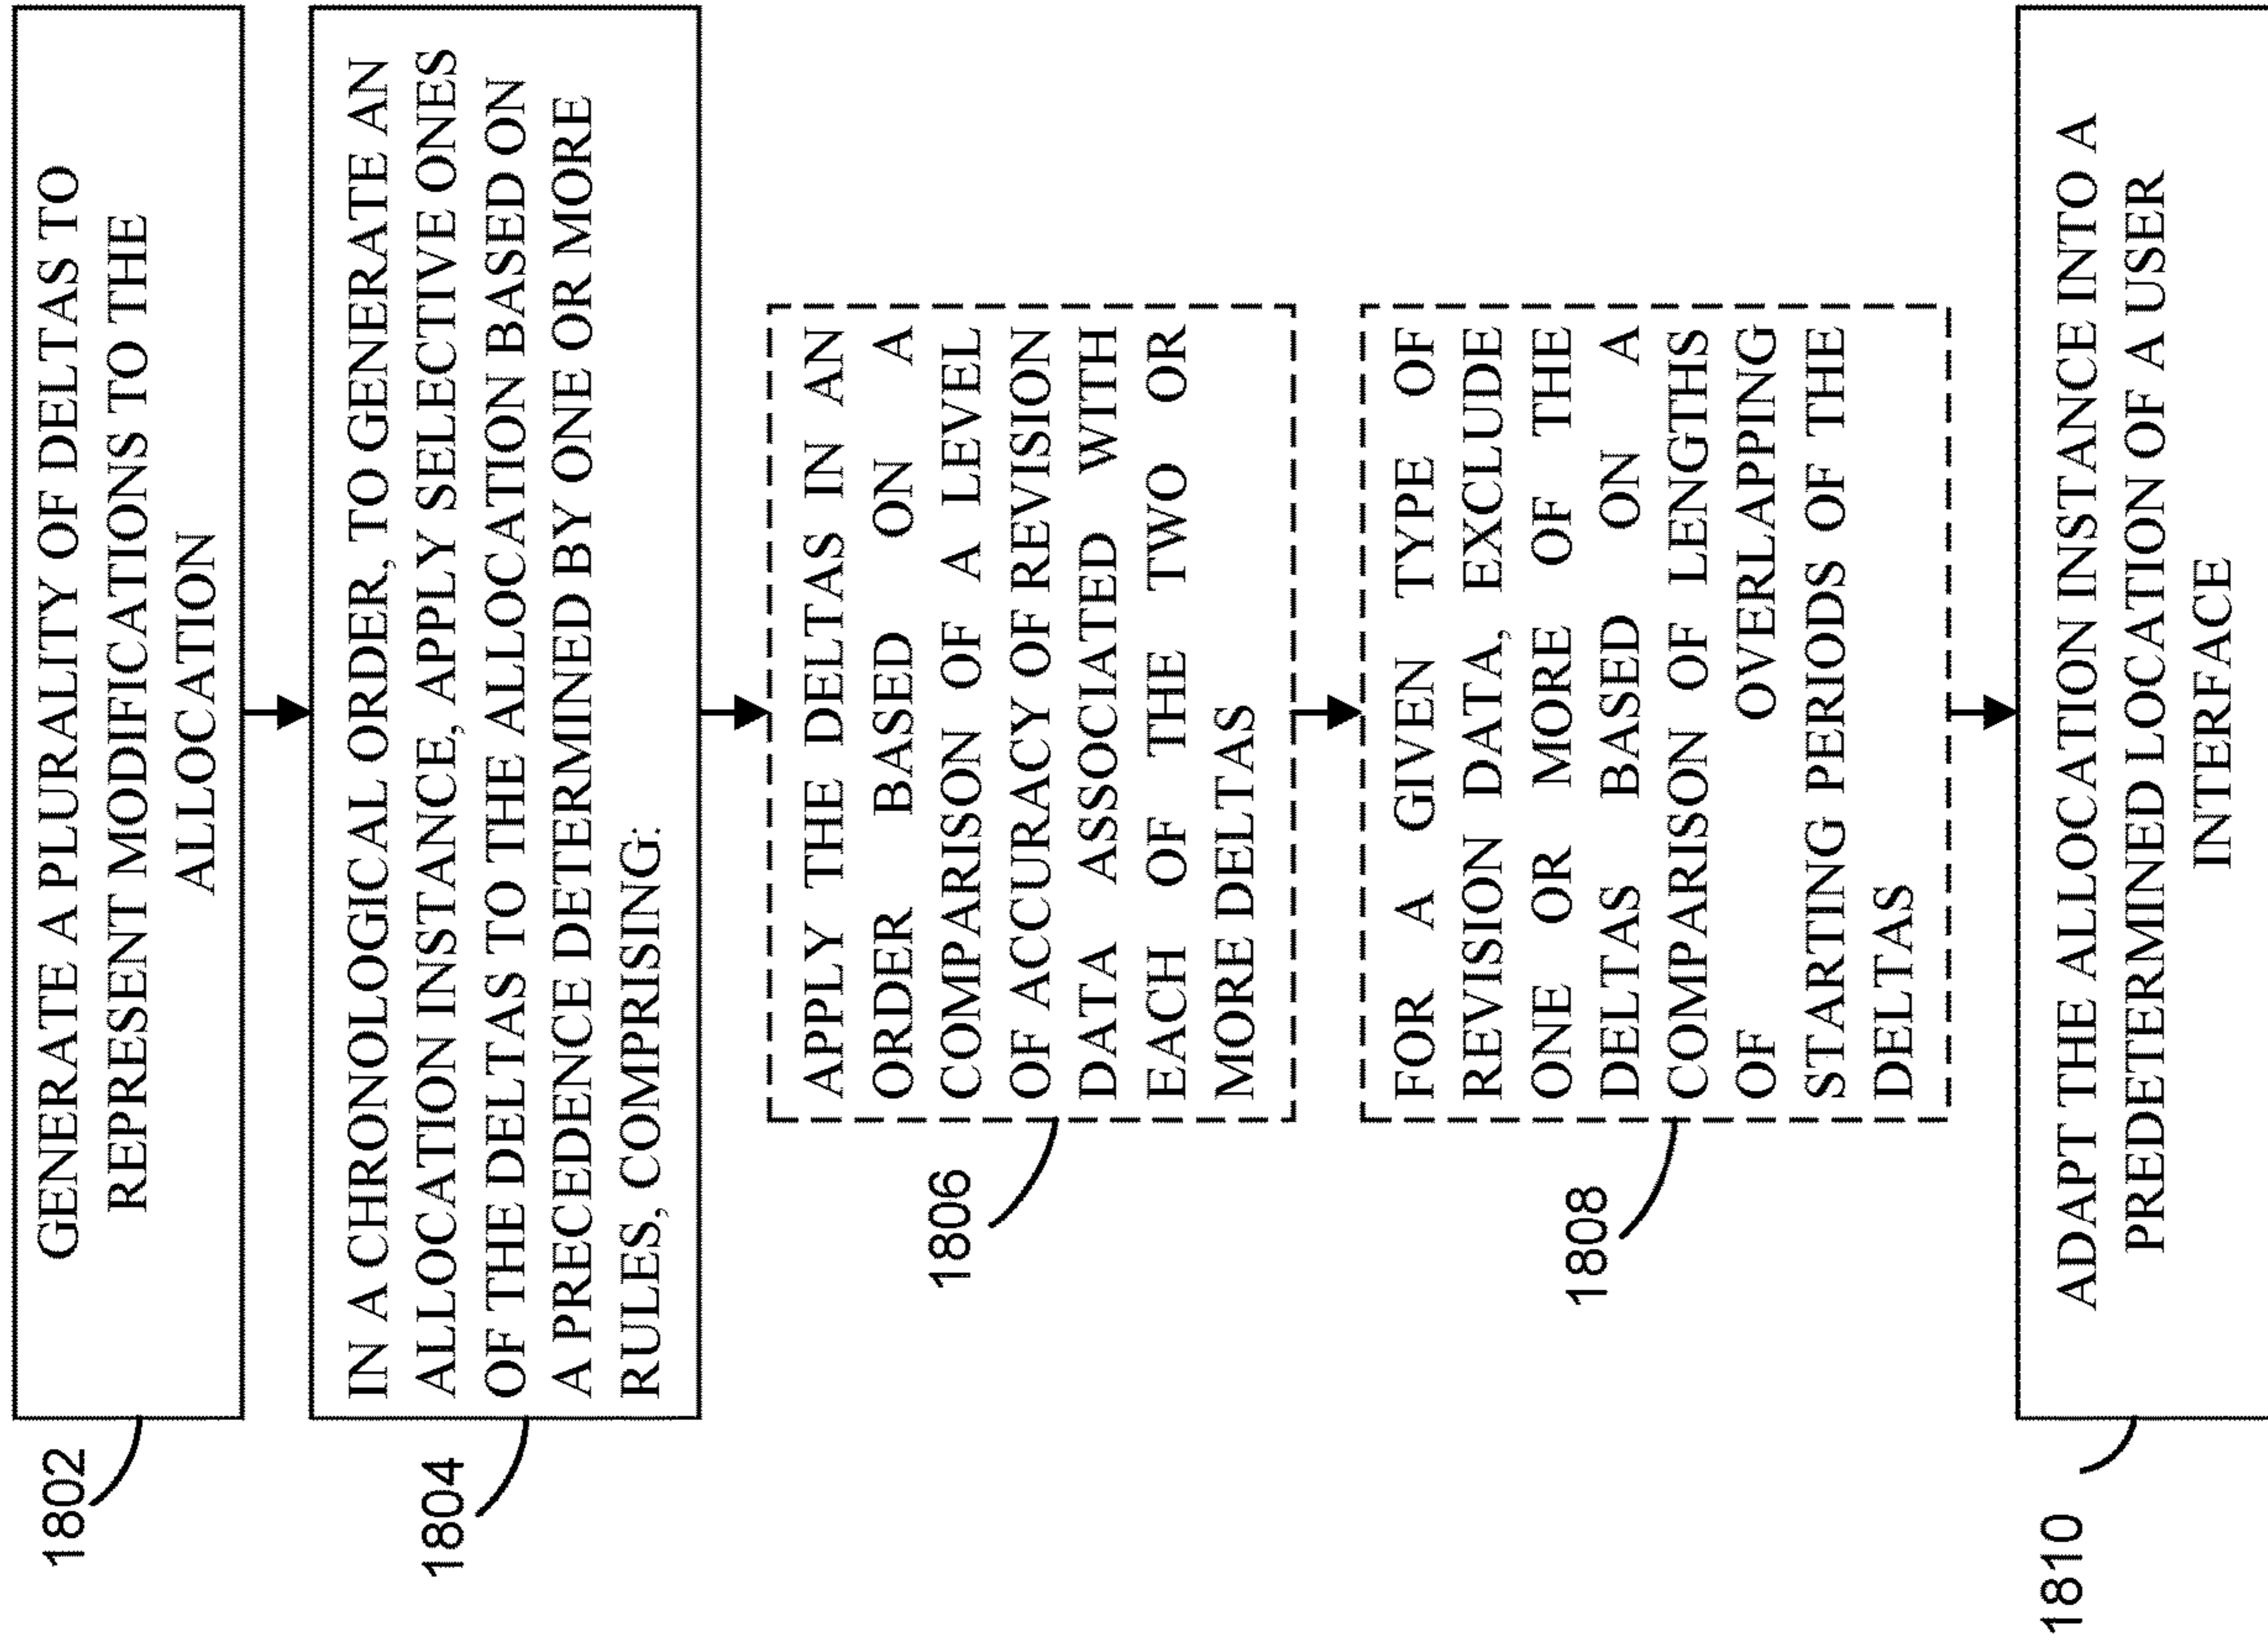 1802
GENERATE A PLURALITY OF DELTAS TO
REPRESENT MODIFICATIONS TO THE
ALLOCATION
1804
IN A CHRONOLOGICAL ORDER, TO GENERATE AN
ALLOCATION INSTANCE, APPLY SELECTIVE ONES
OF THE DELTAS TO THE ALLOCATION BASED ON
A PRECEDENCE DETERMINED BY ONE OR MORE
RULES, COMPRISING:
1806
APPLY THE DELTAS IN AN
ORDER BASED ON A
COMPARISON OF A LEVEL
OF ACCURACY OF REVISION
DATA ASSOCIATED WITH
EACH OF THE TWO OR
MORE DELTAS
1808
FOR A GIVEN TYPE OF
REVISION DATA, EXCLUDE
ONE OR MORE OF THE
DELTAS BASED ON A
COMPARISON OF LENGTHS
OF OVERLAPPING
STARTING PERIODS OF THE
DELTAS
1810
ADAPT THE ALLOCATION INSTANCE INTO A
PREDETERMINED LOCATION OF A USER
INTERFACE